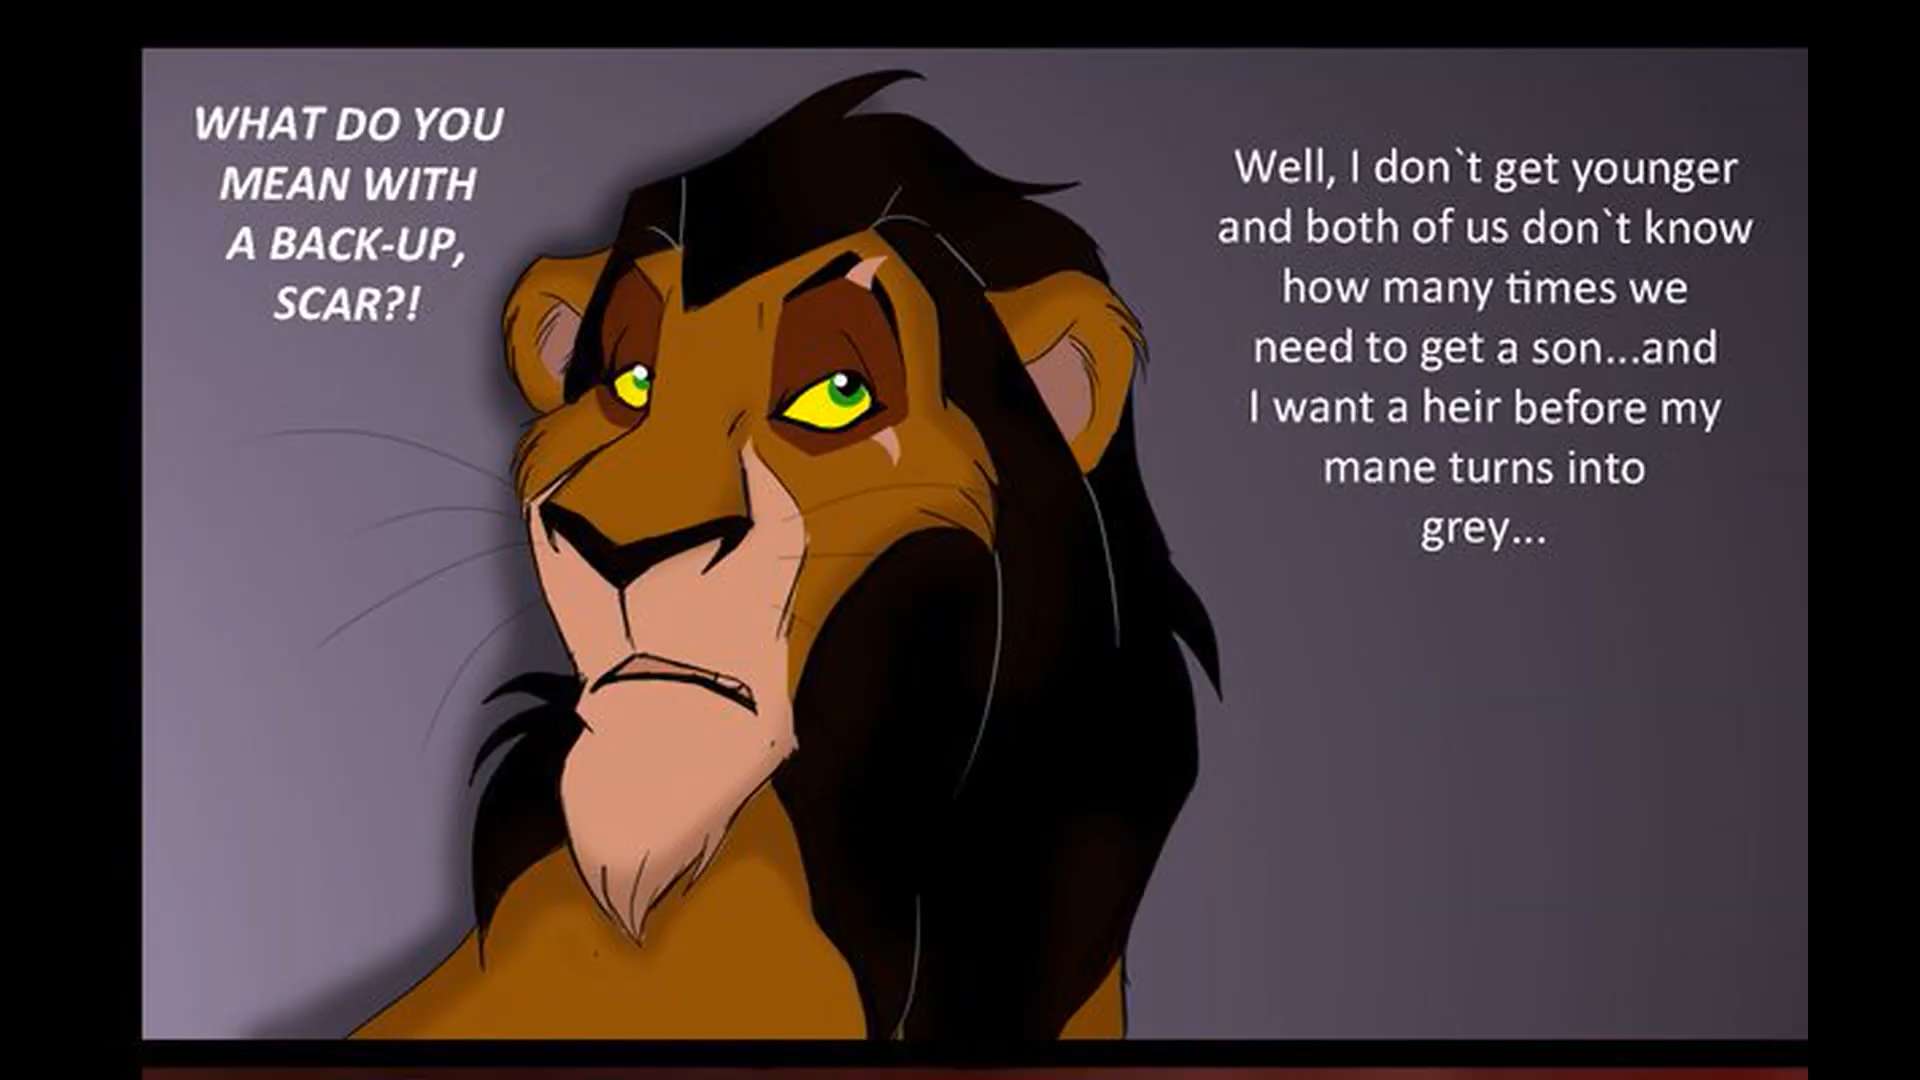 WHAT DO YOU
MEAN WITH
A BACK-UP,
SCAR?!
Well, I don`t get younger
and both of us don`t know
how many times we
need to get a son...and
I want a heir before my
mane turns into
grey...